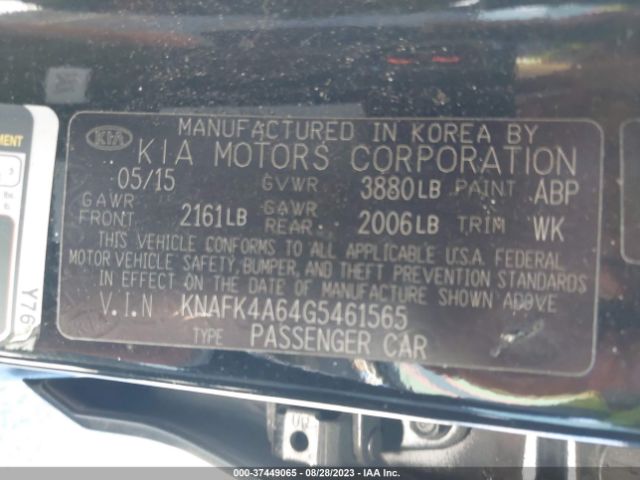 MANUFACTURED IN KOREA BY
KIA KIA MOTORS CORPORATION
05/15 GVWR 3880LB PAINT ABP
GAWR FRONT 2161LB GAWR REAR 2006LB TRIM WK
THIS VEHICLE CONFORMS TO ALL APPLICABLE U.S.A. FEDERAL
MOTOR VEHICLE SAFETY, BUMPER, AND THEFT PREVENTION STANDARDS
IN EFFECT ON THE DATE OF MANUFACTURE SHOWN ABOVE.
V.I.N KNAFK4A64G5461565
TYPE PASSENGER CAR
MENT
Y76
000-37449065 - 08/28/2023 - IAA Inc.